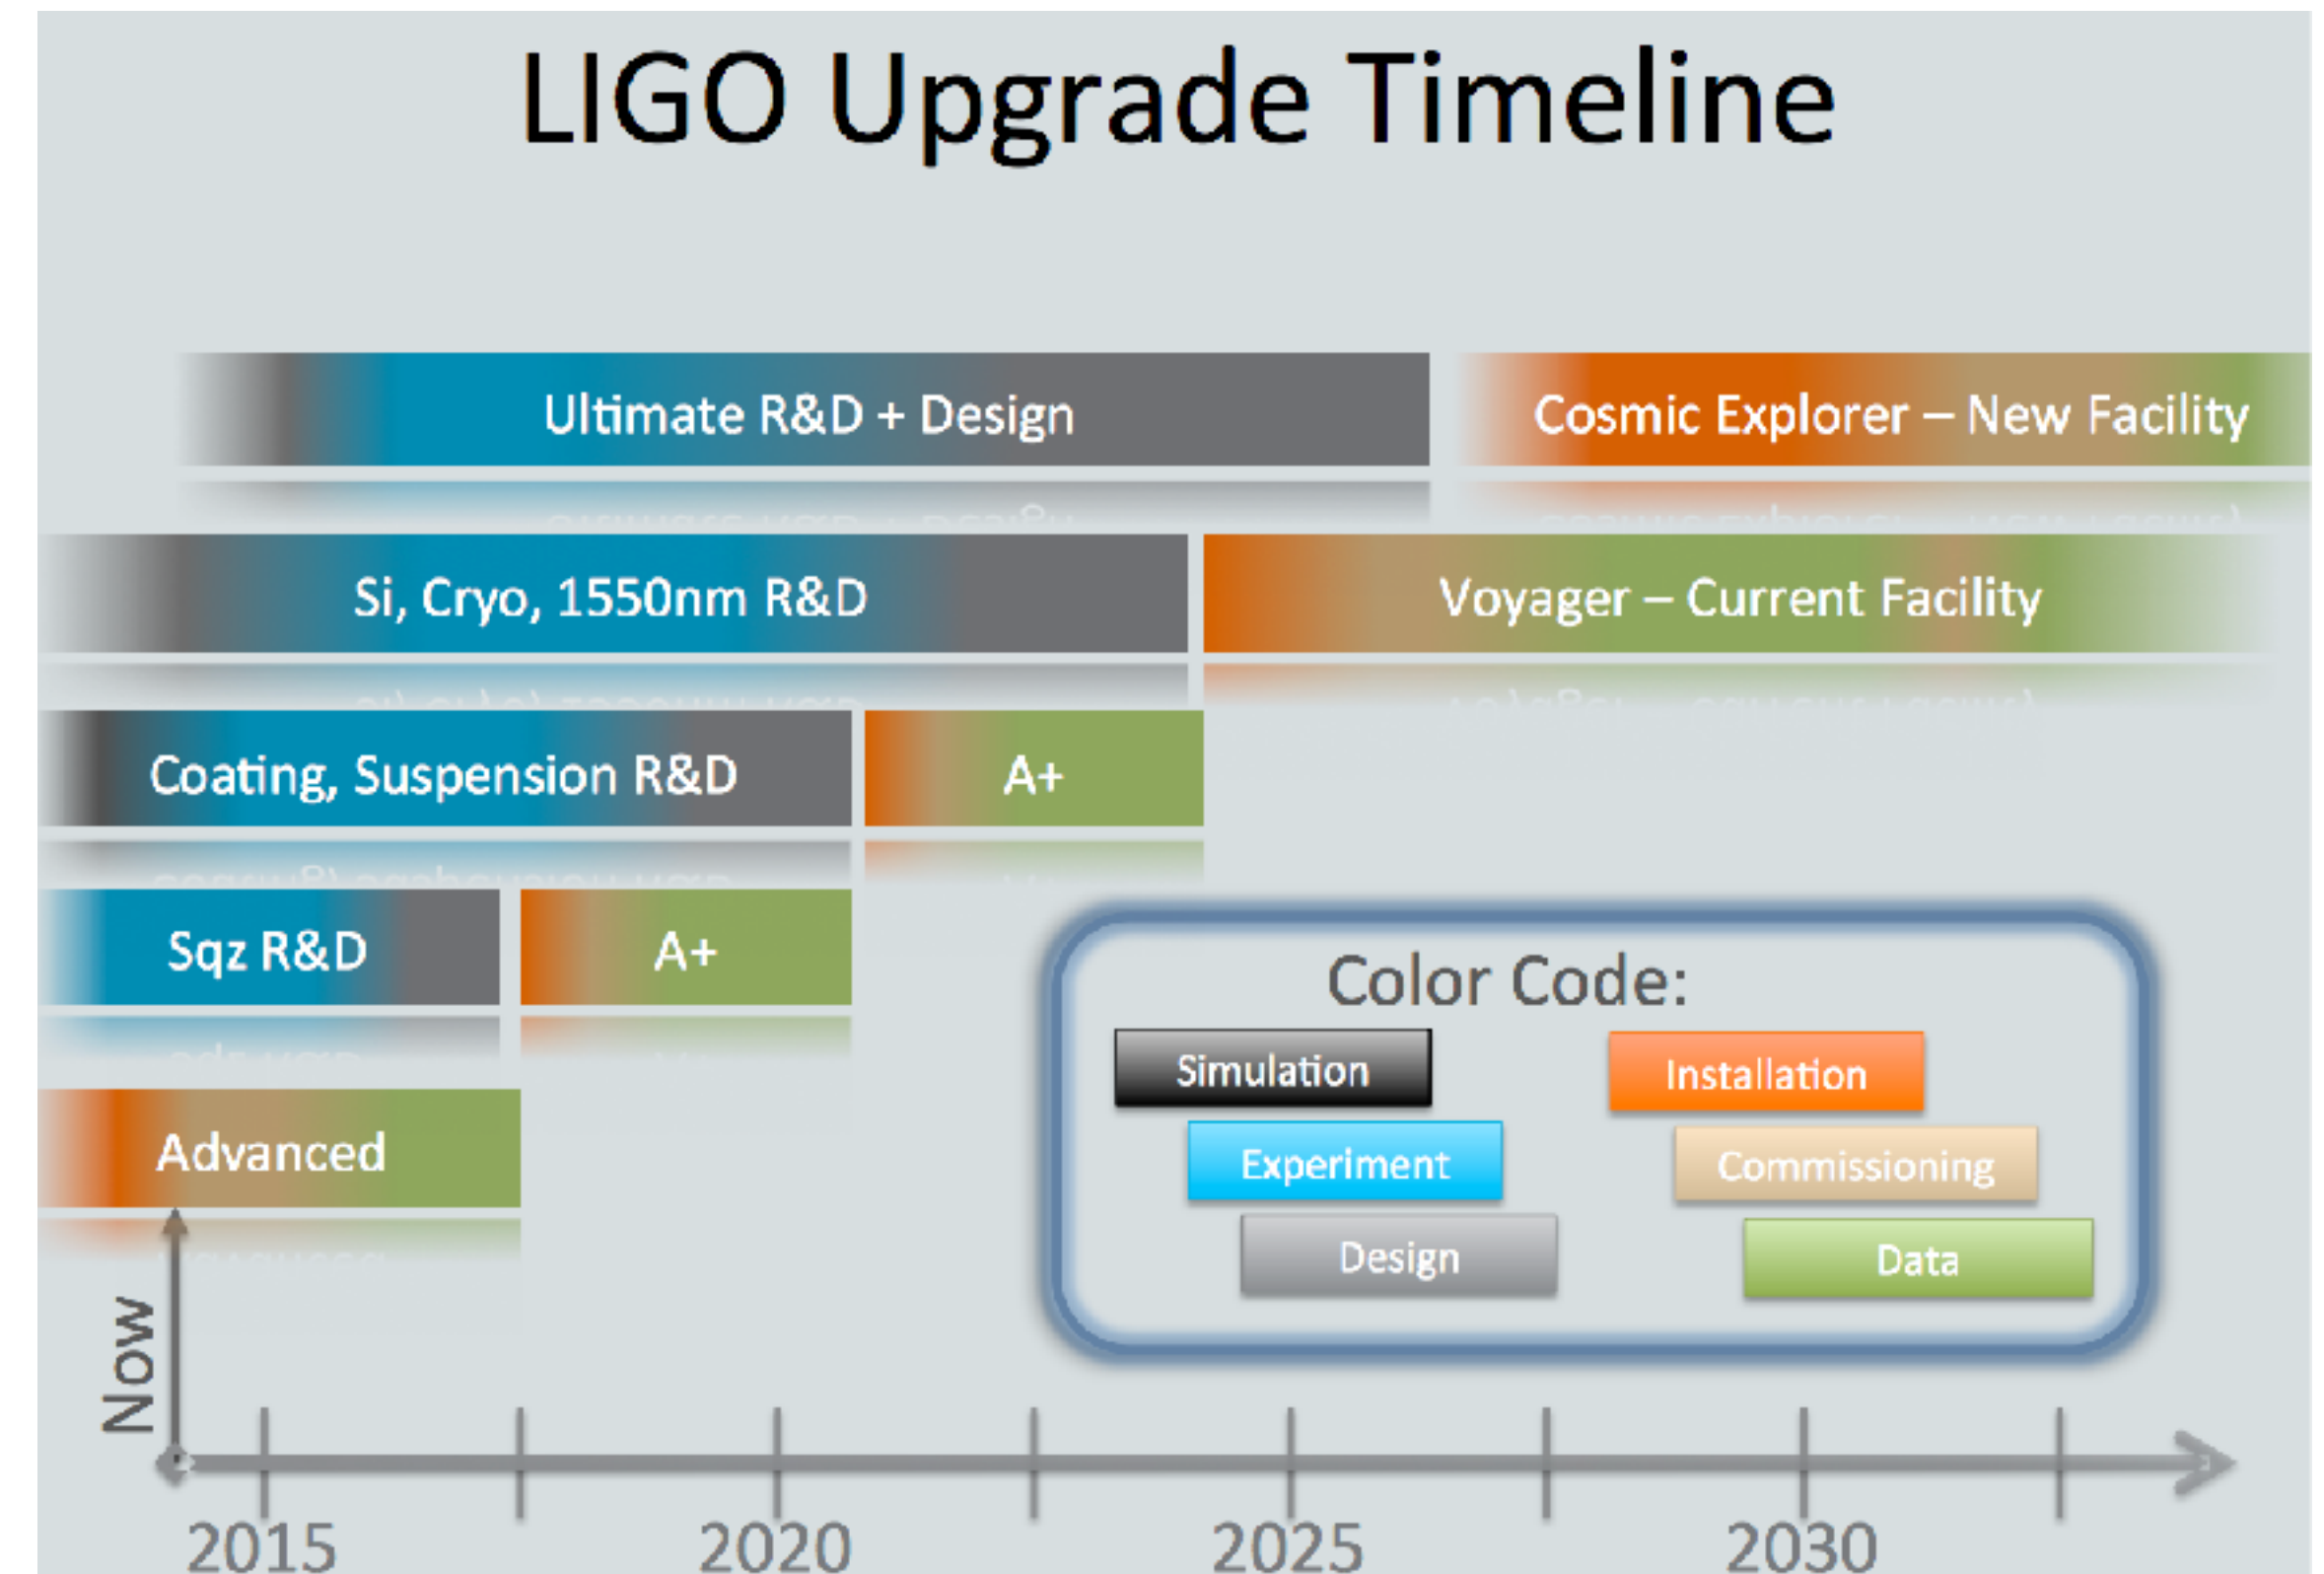 LIGO Upgrade Timeline
Ultimate R&D + Design
Cosmic Explorer – New Facility
Si, Cryo, 1550nm R&D
Voyager – Current Facility
Coating, Suspension R&D
A+
Sqz R&D
A+
Advanced
Color Code:
Simulation
Installation
Experiment
Commissioning
Design
Data
Now
2015
2020
2025
2030